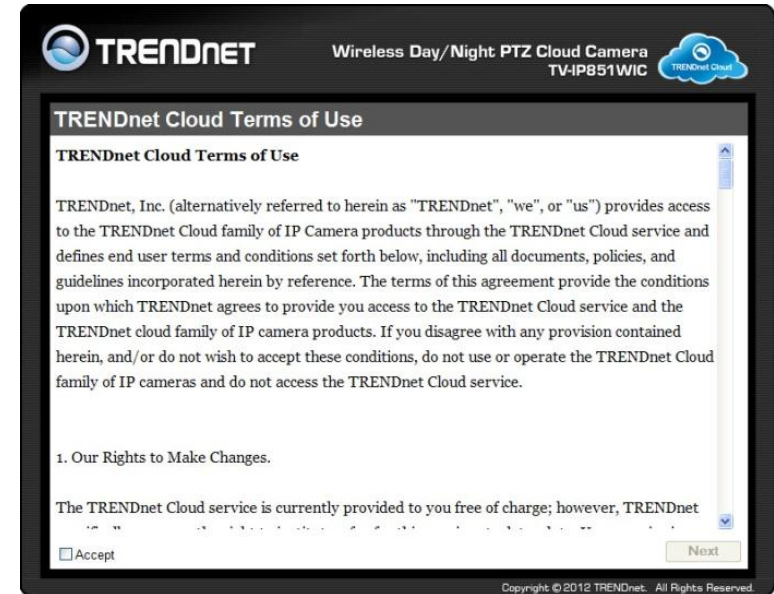 TRENDnet
Wireless Day/Night PTZ Cloud Camera
TV-IP851WIC
TRENDnet Cloud
TRENDnet Cloud Terms of Use
TRENDnet Cloud Terms of Use
TRENDnet, Inc. (alternatively referred to herein as "TRENDnet", "we", or "us") provides access
to the TRENDnet Cloud family of IP Camera products through the TRENDnet Cloud service and
defines end user terms and conditions set forth below, including all documents, policies, and
guidelines incorporated herein by reference. The terms of this agreement provide the conditions
upon which TRENDnet agrees to provide you access to the TRENDnet Cloud service and the
TRENDnet cloud family of IP camera products. If you disagree with any provision contained
herein, and/or do not wish to accept these conditions, do not use or operate the TRENDnet Cloud
family of IP cameras and do not access the TRENDnet Cloud service.
1. Our Rights to Make Changes.
The TRENDnet Cloud service is currently provided to you free of charge; however, TRENDnet
Accept
Next
Copyright © 2012 TRENDnet. All Rights Reserved.